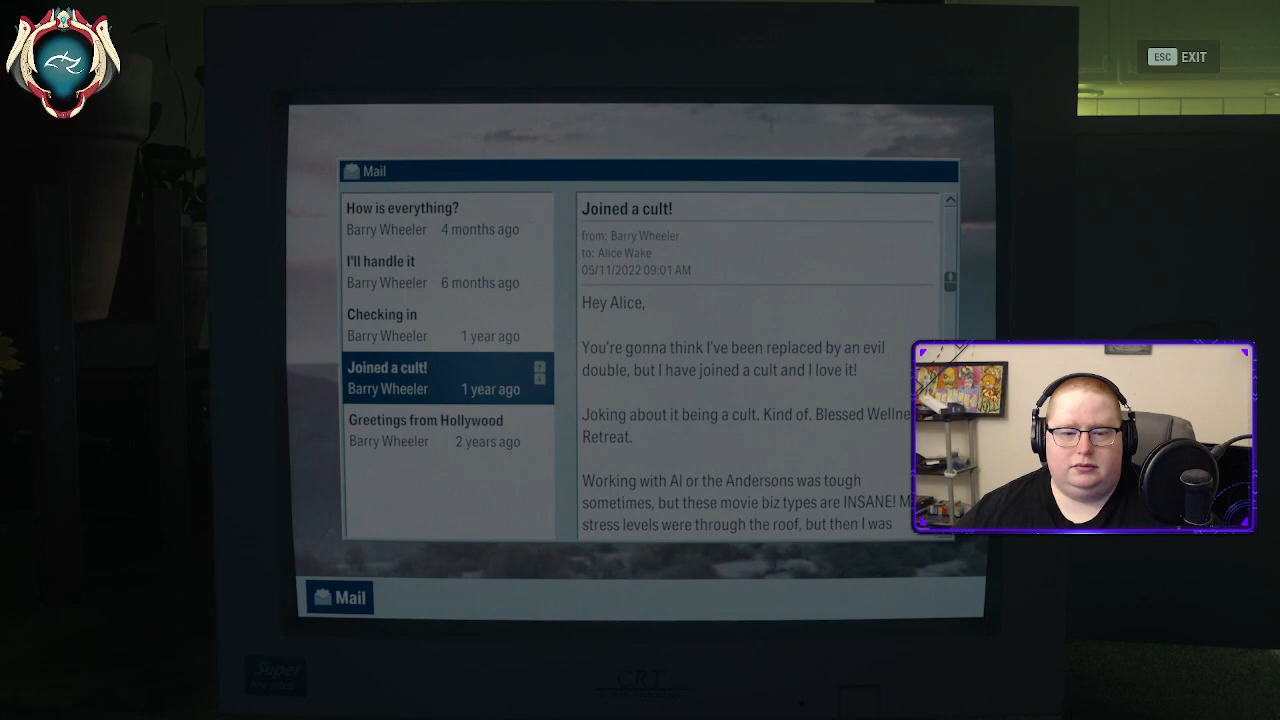 ESC EXIT
Mail
How is everything?
Barry Wheeler 4 months ago
I'll handle it
Barry Wheeler 6 months ago
Checking in
Barry Wheeler 1 year ago
Joined a cult!
Barry Wheeler 1 year ago
Greetings from Hollywood
Barry Wheeler 2 years ago
Joined a cult!
from: Barry Wheeler
to: Alice Wake
05/11/2022 09:01 AM
Hey Alice,
You're gonna think I've been replaced by an evil
double, but I have joined a cult and I love it!
Joking about it being a cult. Kind of. Blessed Wellne
Retreat.
Working with Al or the Andersons was tough
sometimes, but these movie biz types are INSANE! M
stress levels were through the roof, but then I was
Mail
Super
CRT